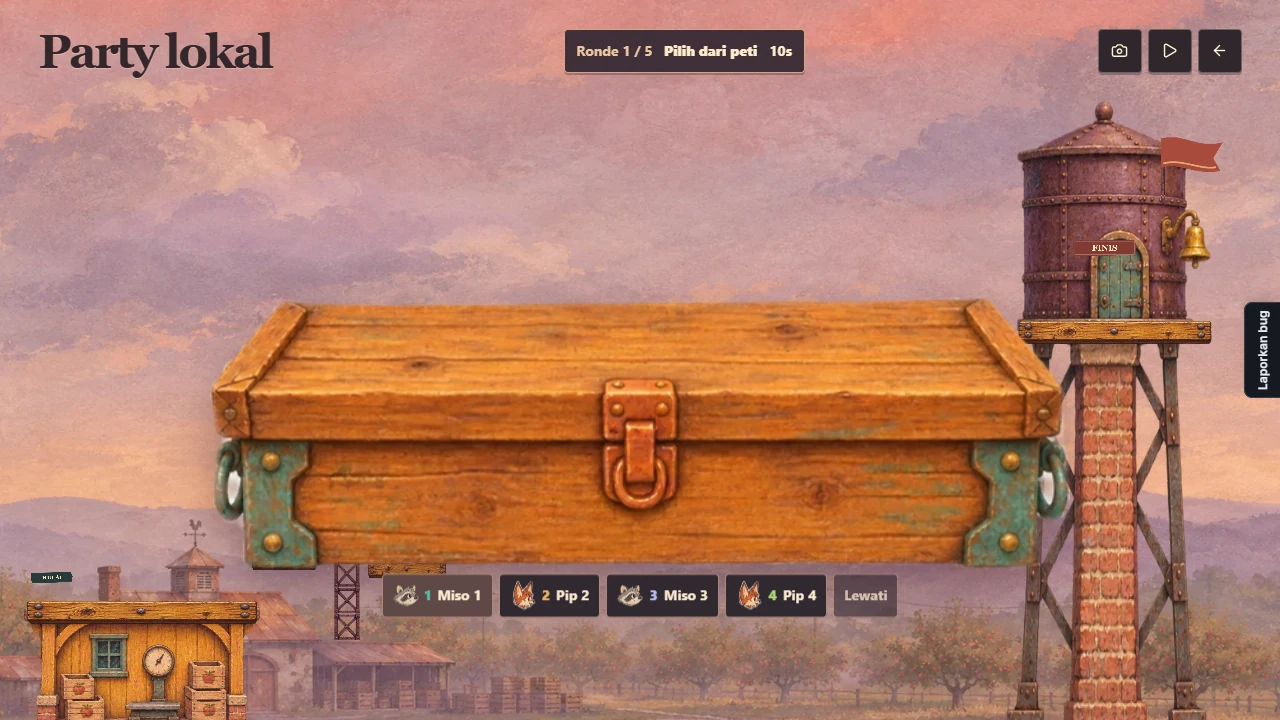 Party lokal
Ronde 1 / 5 Pilih dari peti 10s
FINIS
Laporkan bug
1 Miso 1
2 Pip 2
3 Miso 3
4 Pip 4
Lewati